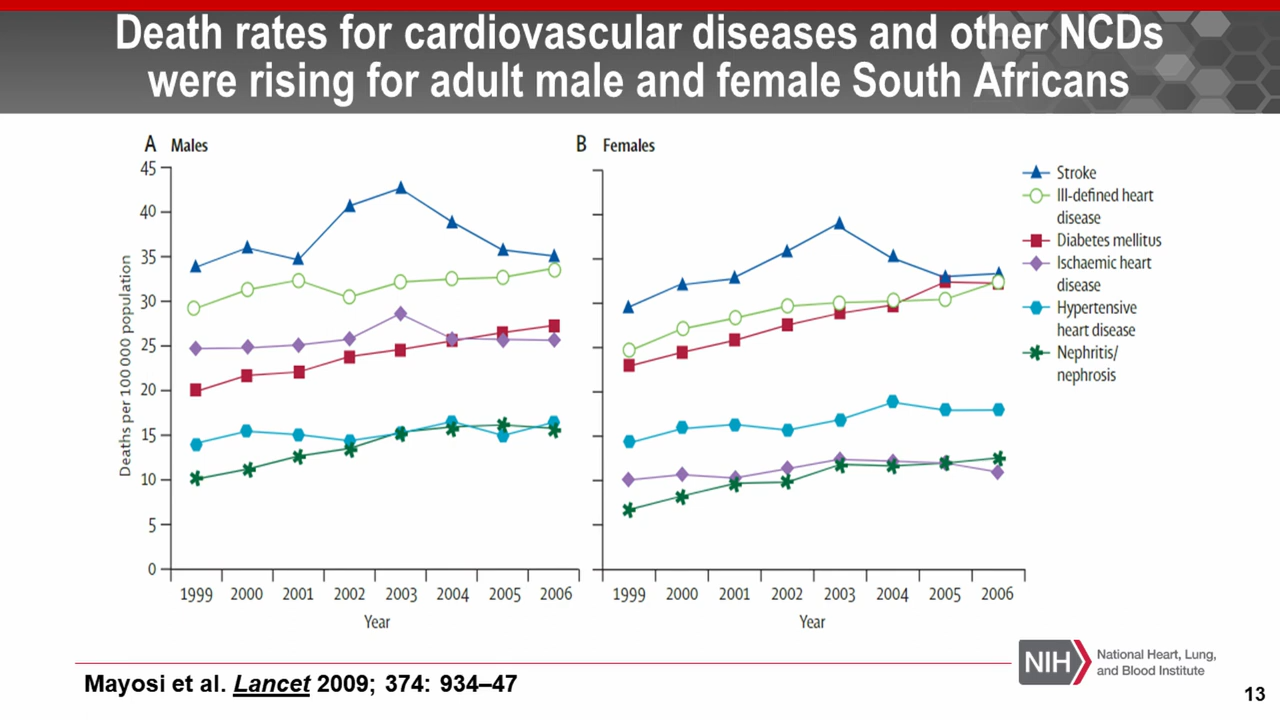 Death rates for cardiovascular diseases and other NCDs
were rising for adult male and female South Africans
A Males
45
40
35
30
25
20
15
10
5
0
Deaths per 100 000 population
1999 2000 2001 2002 2003 2004 2005 2006
Year
B Females
1999 2000 2001 2002 2003 2004 2005 2006
Year
Stroke
Ill-defined heart
disease
Diabetes mellitus
Ischaemic heart
disease
Hypertensive
heart disease
Nephritis/
nephrosis
Mayosi et al. Lancet 2009; 374: 934–47
NIH
National Heart, Lung,
and Blood Institute
13